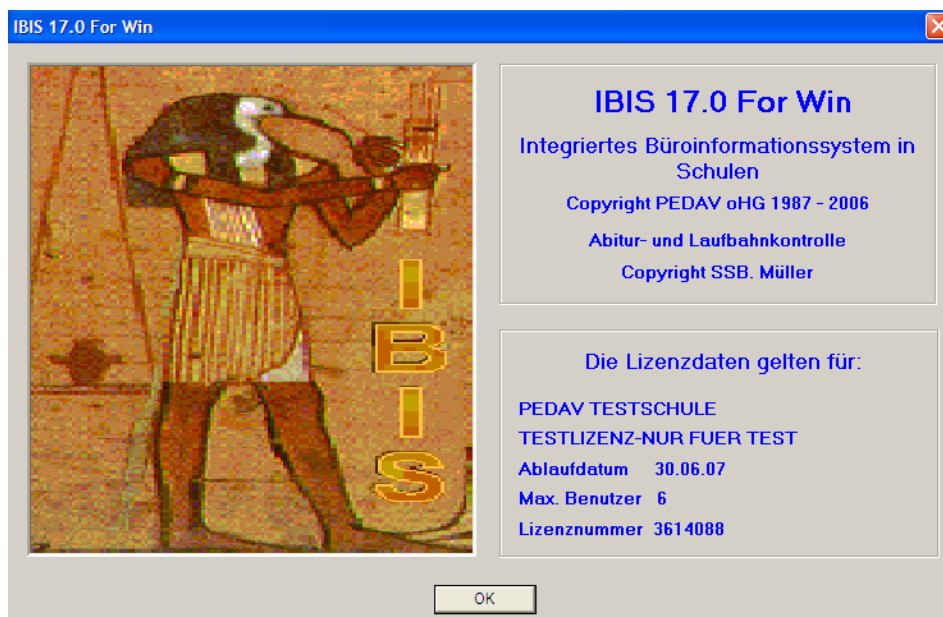 IBIS 17.0 For Win
IBIS
IBIS 17.0 For Win
Integriertes Büroinformationssystem in
Schulen
Copyright PEDAV oHG 1987 - 2006
Abitur- und Laufbahnkontrolle
Copyright SSB. Müller
Die Lizenzdaten gelten für:
PEDAV TESTSCHULE
TESTLIZENZ-NUR FUER TEST
Ablaufdatum 30.06.07
Max. Benutzer 6
Lizenznummer 3614088
OK